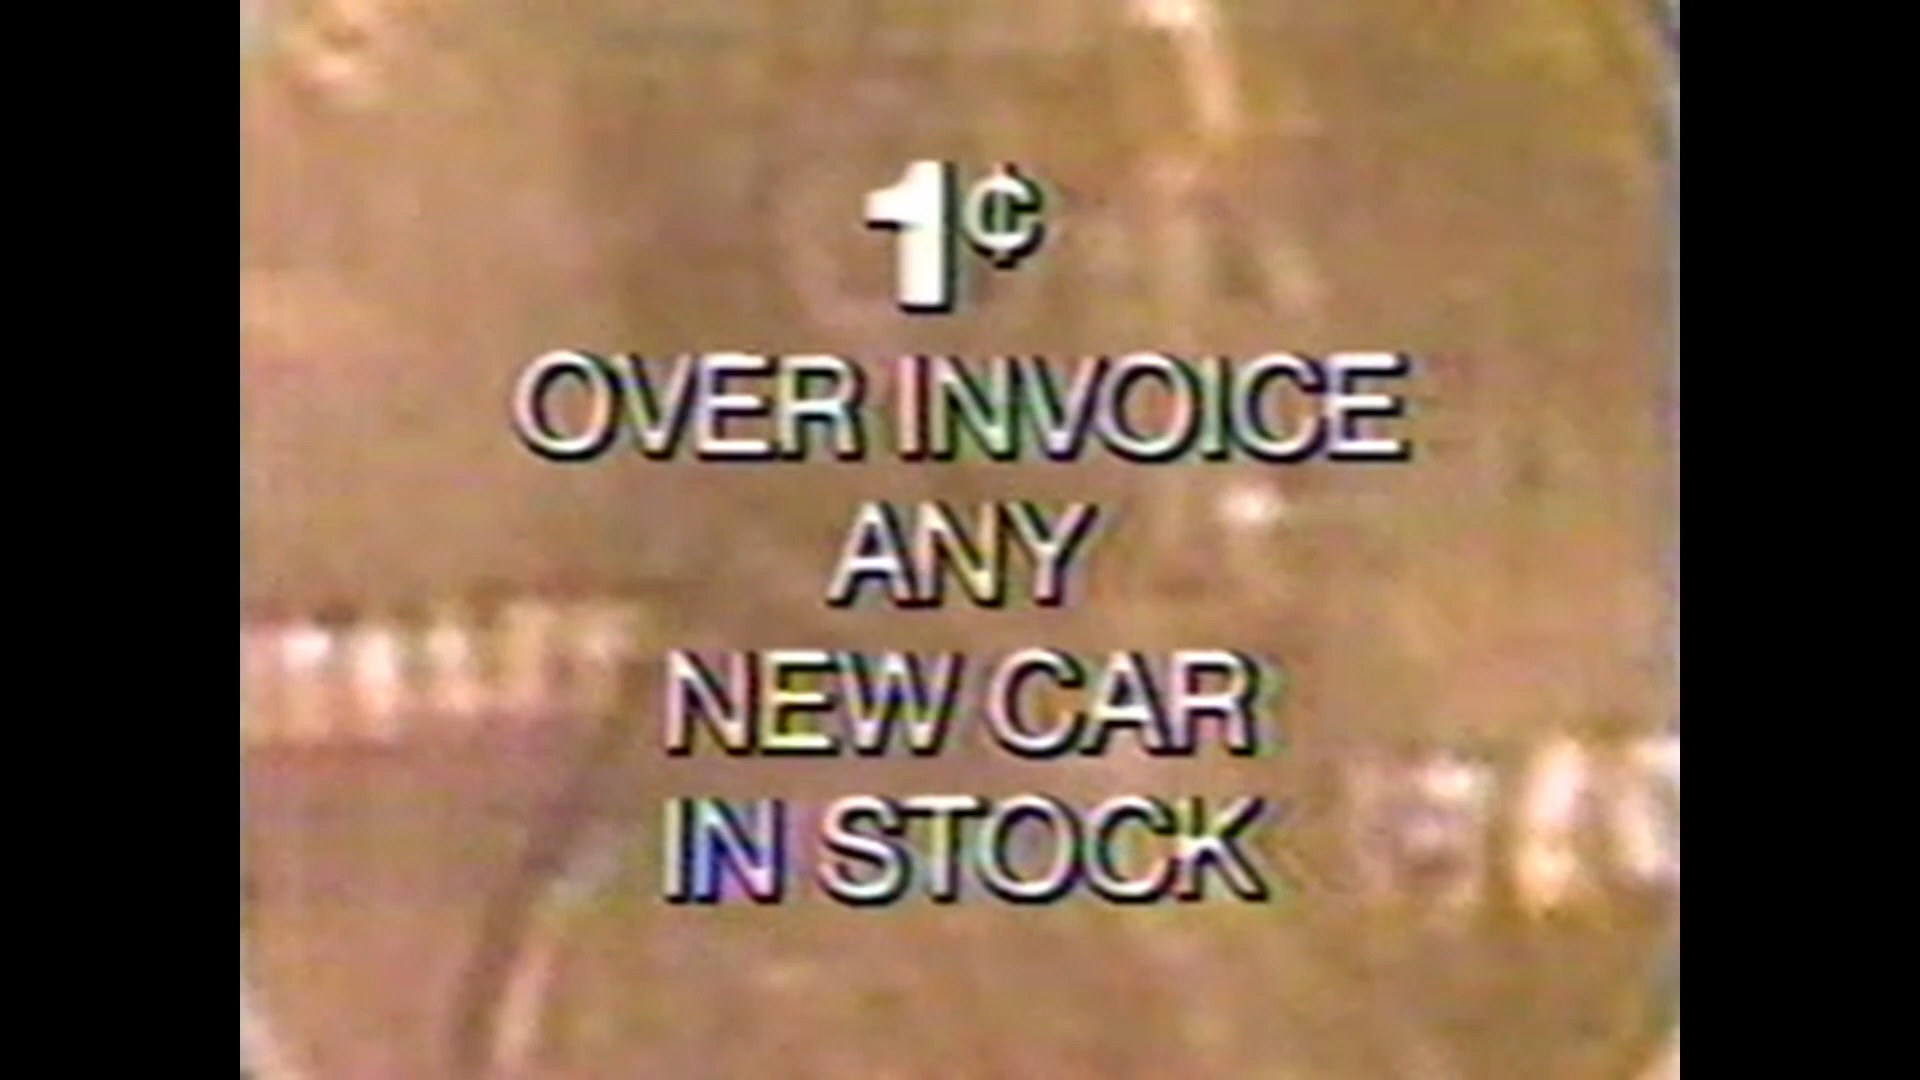 1¢
OVER INVOICE
ANY
NEW CAR
IN STOCK